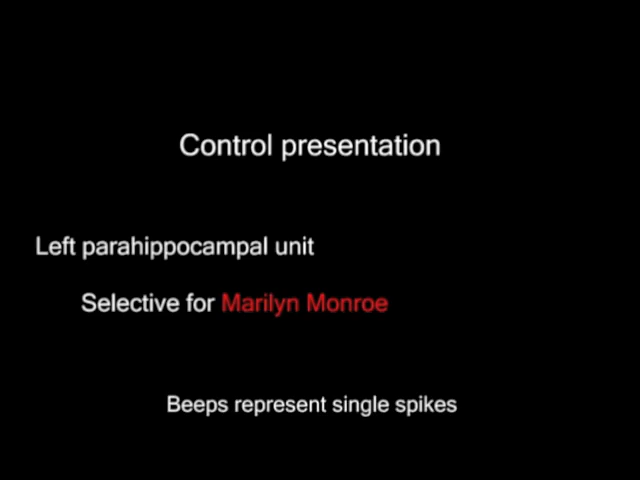 Control presentation
Left parahippocampal unit
Selective for Marilyn Monroe
Beeps represent single spikes